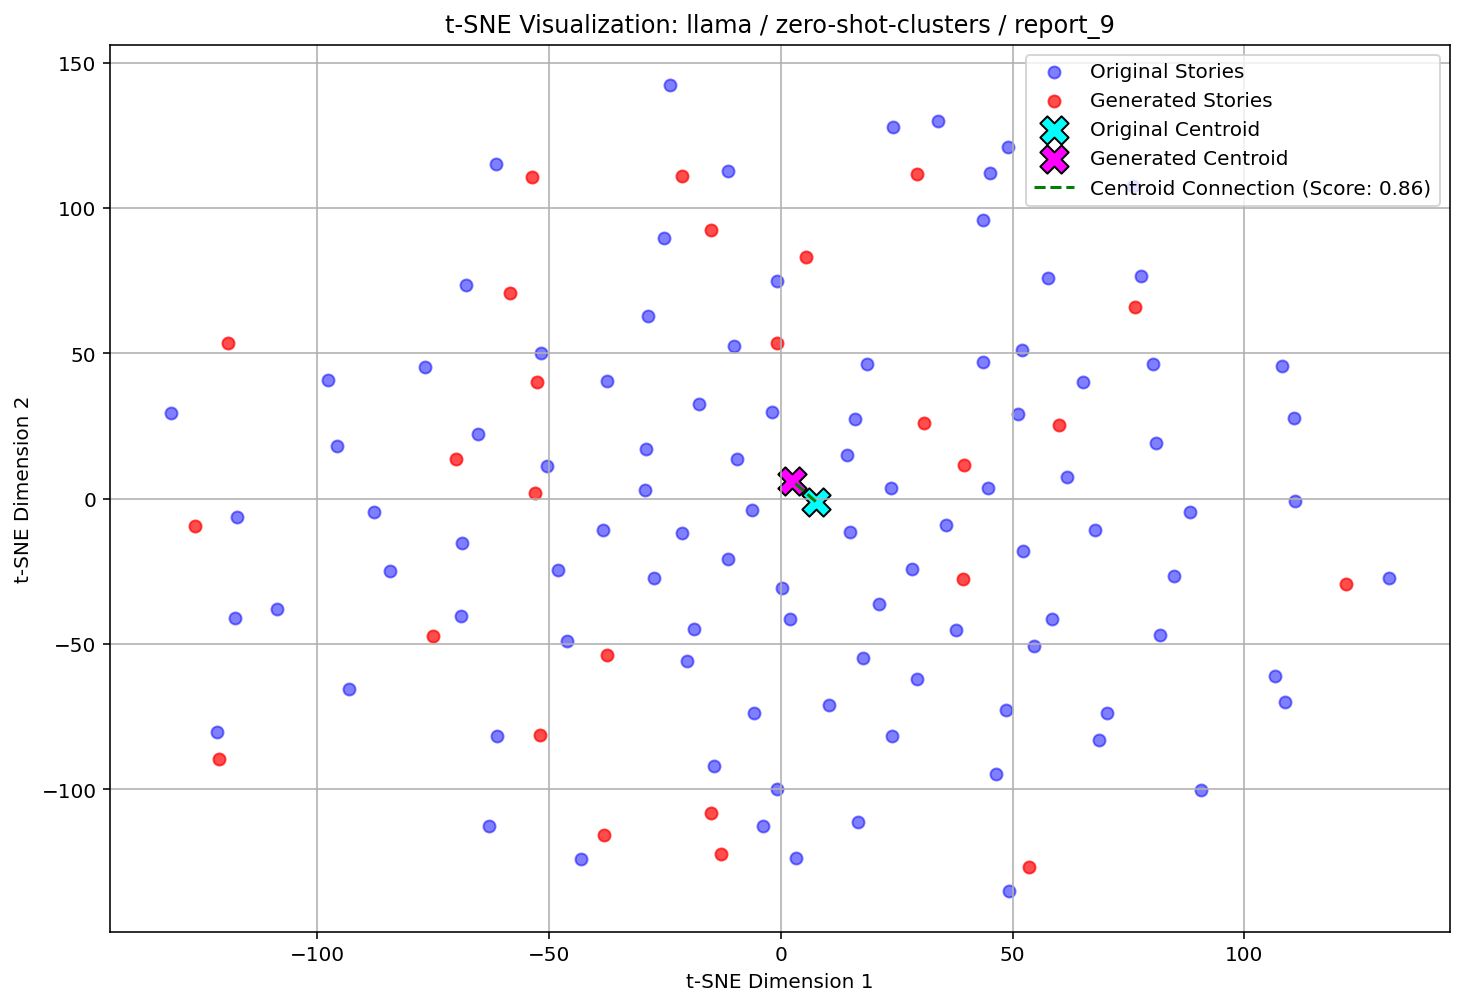 t-SNE Visualization: llama / zero-shot-clusters / report_9
Original Stories
Generated Stories
Original Centroid
Generated Centroid
Centroid Connection (Score: 0.86)
150
100
50
0
−50
−100
t-SNE Dimension 2
−100
−50
0
50
100
t-SNE Dimension 1